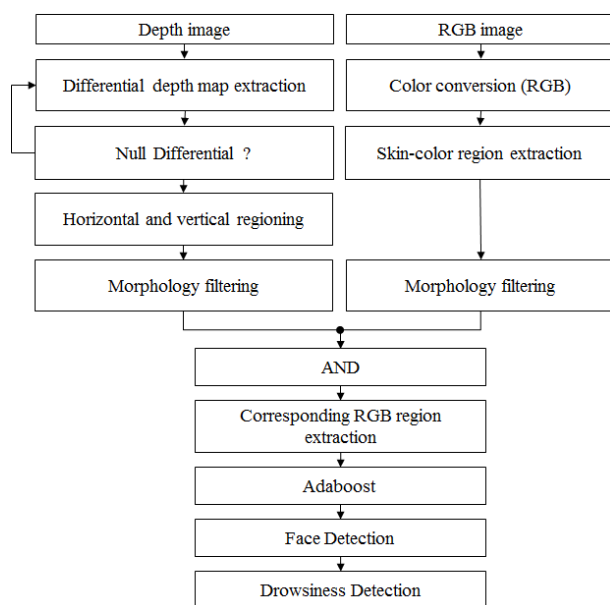 Depth image
RGB image
Differential depth map extraction
Color conversion (RGB)
Null Differential ?
Skin-color region extraction
Horizontal and vertical regioning
Morphology filtering
Morphology filtering
AND
Corresponding RGB region
extraction
Adaboost
Face Detection
Drowsiness Detection